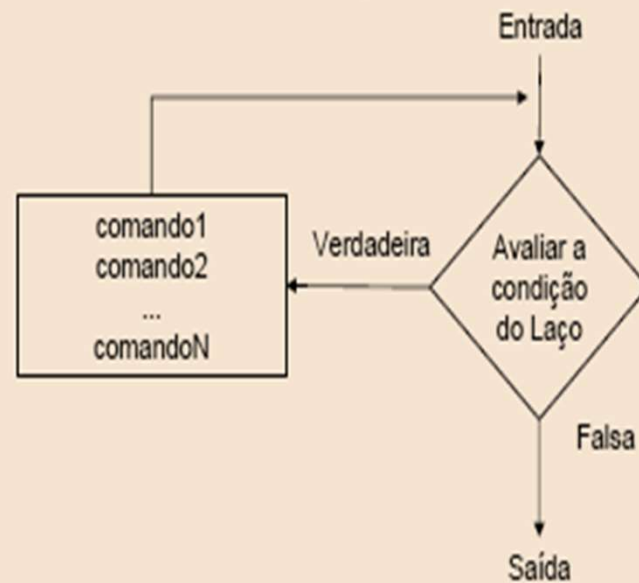 Entrada
Avaliar a
condição
do Laço
Verdadeira
comando1
comando2
...
comandoN
Falsa
Saída